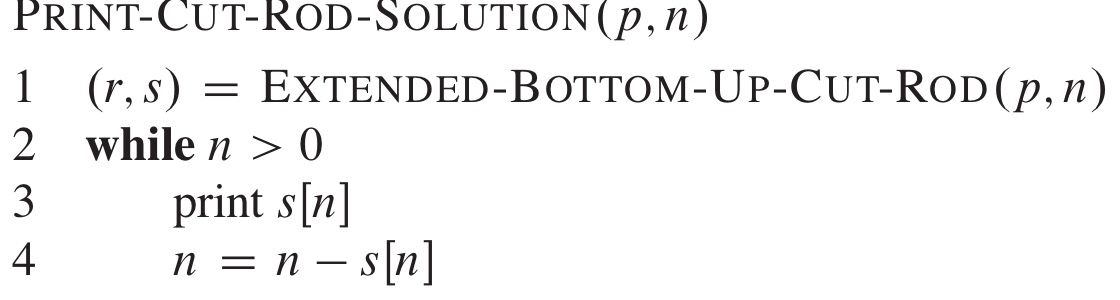 PRINT-CUT-ROD-SOLUTION(p, n)
1 (r, s) = EXTENDED-BOTTOM-UP-CUT-ROD(p, n)
2 while n > 0
3 print s[n]
4 n = n − s[n]